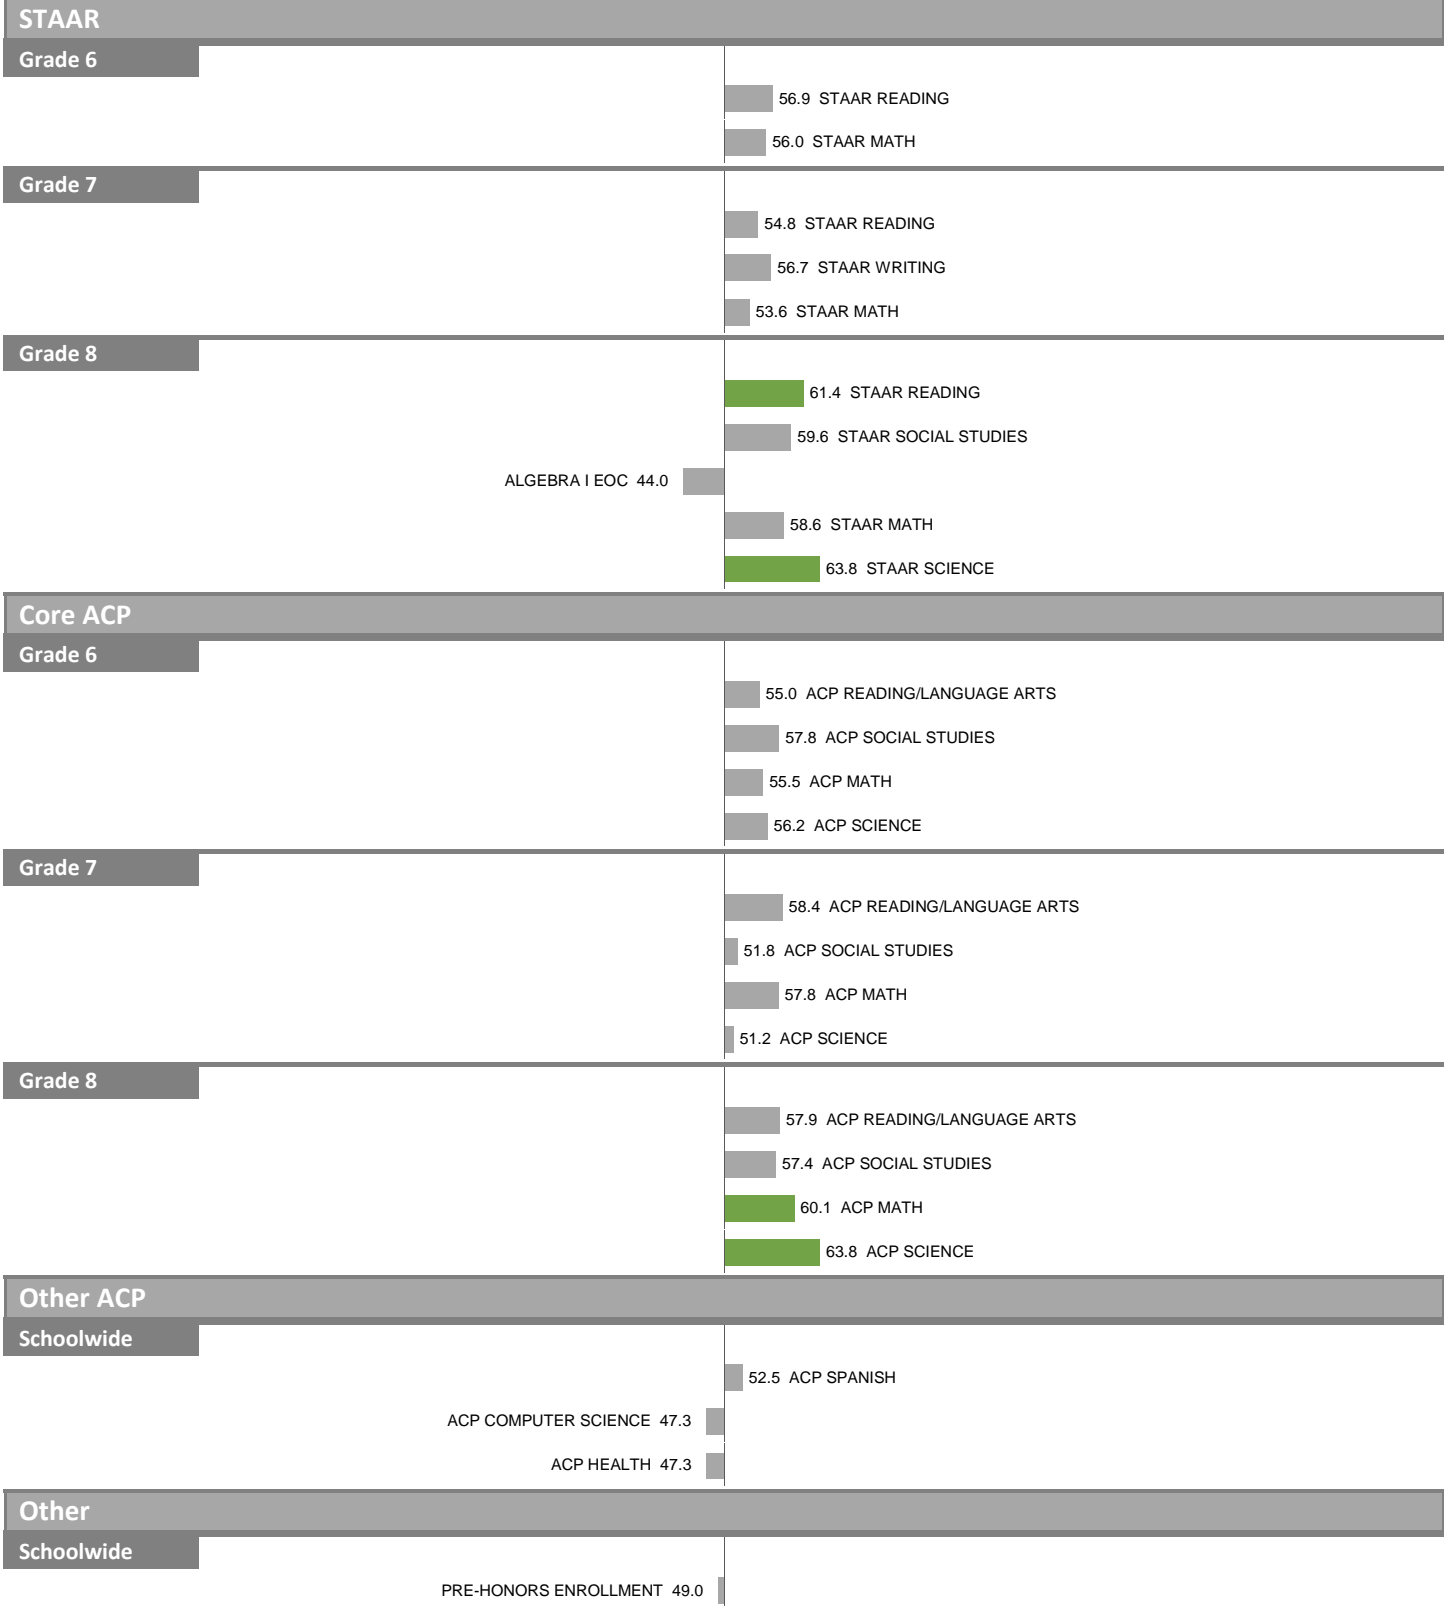 STAAR
Grade 6
56.9 STAAR READING
56.0 STAAR MATH
Grade 7
54.8 STAAR READING
56.7 STAAR WRITING
53.6 STAAR MATH
Grade 8
61.4 STAAR READING
59.6 STAAR SOCIAL STUDIES
ALGEBRA I EOC 44.0
58.6 STAAR MATH
63.8 STAAR SCIENCE
Core ACP
Grade 6
55.0 ACP READING/LANGUAGE ARTS
57.8 ACP SOCIAL STUDIES
55.5 ACP MATH
56.2 ACP SCIENCE
Grade 7
58.4 ACP READING/LANGUAGE ARTS
51.8 ACP SOCIAL STUDIES
57.8 ACP MATH
51.2 ACP SCIENCE
Grade 8
57.9 ACP READING/LANGUAGE ARTS
57.4 ACP SOCIAL STUDIES
60.1 ACP MATH
63.8 ACP SCIENCE
Other ACP
Schoolwide
52.5 ACP SPANISH
ACP COMPUTER SCIENCE 47.3
ACP HEALTH 47.3
Other
Schoolwide
PRE-HONORS ENROLLMENT 49.0